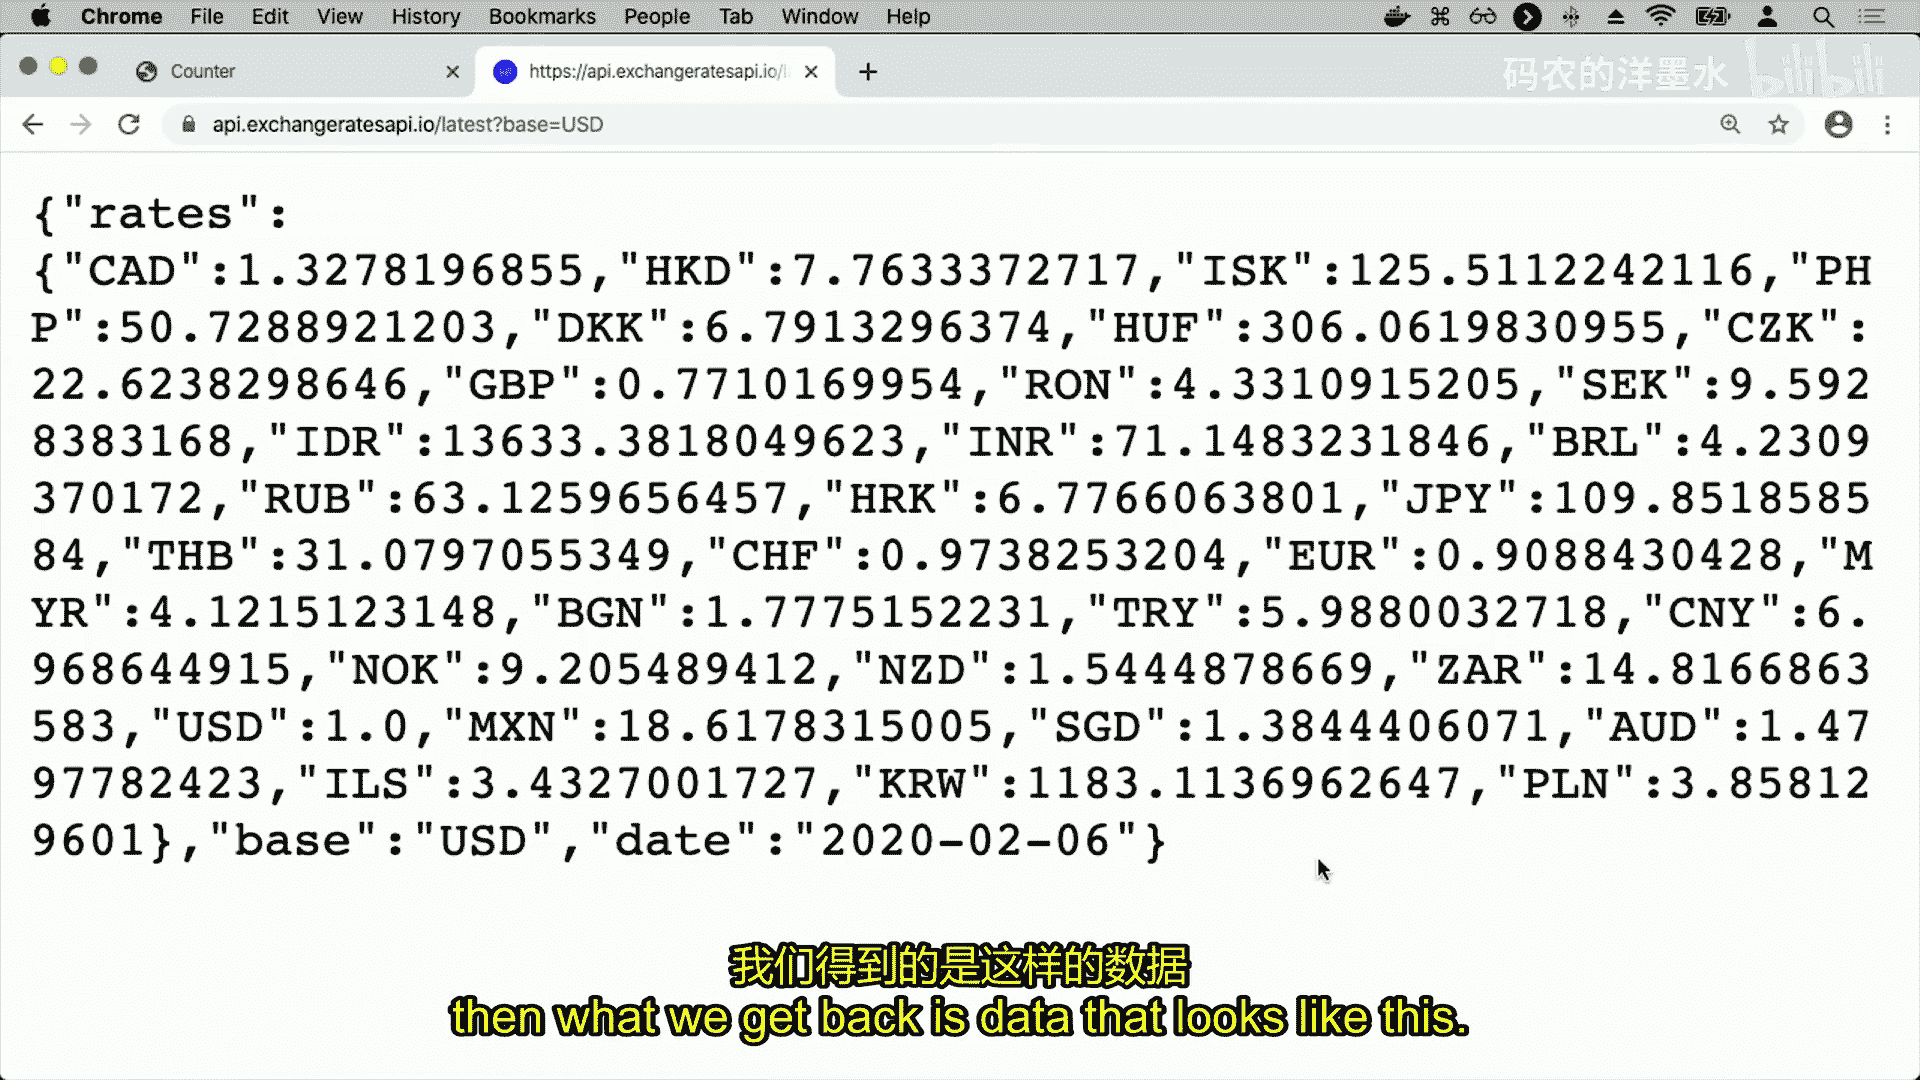 Chrome File Edit View History Bookmarks People Tab Window Help
Counter https://api.exchangeratesapi.io/l
码农的洋墨水 bilibili
api.exchangeratesapi.io/latest?base=USD
{"rates":
{"CAD":1.3278196855,"HKD":7.7633372717,"ISK":125.5112242116,"PH
P":50.7288921203,"DKK":6.7913296374,"HUF":306.0619830955,"CZK":
22.6238298646,"GBP":0.7710169954,"RON":4.3310915205,"SEK":9.592
8383168,"IDR":13633.3818049623,"INR":71.1483231846,"BRL":4.2309
370172,"RUB":63.1259656457,"HRK":6.7766063801,"JPY":109.8518585
84,"THB":31.0797055349,"CHF":0.9738253204,"EUR":0.9088430428,"M
YR":4.1215123148,"BGN":1.7775152231,"TRY":5.9880032718,"CNY":6.
968644915,"NOK":9.205489412,"NZD":1.5444878669,"ZAR":14.8166863
583,"USD":1.0,"MXN":18.6178315005,"SGD":1.3844406071,"AUD":1.47
97782423,"ILS":3.4327001727,"KRW":1183.1136962647,"PLN":3.858129
9601},"base":"USD","date":"2020-02-06"}
我们得到的是这样的数据
then what we get back is data that looks like this.